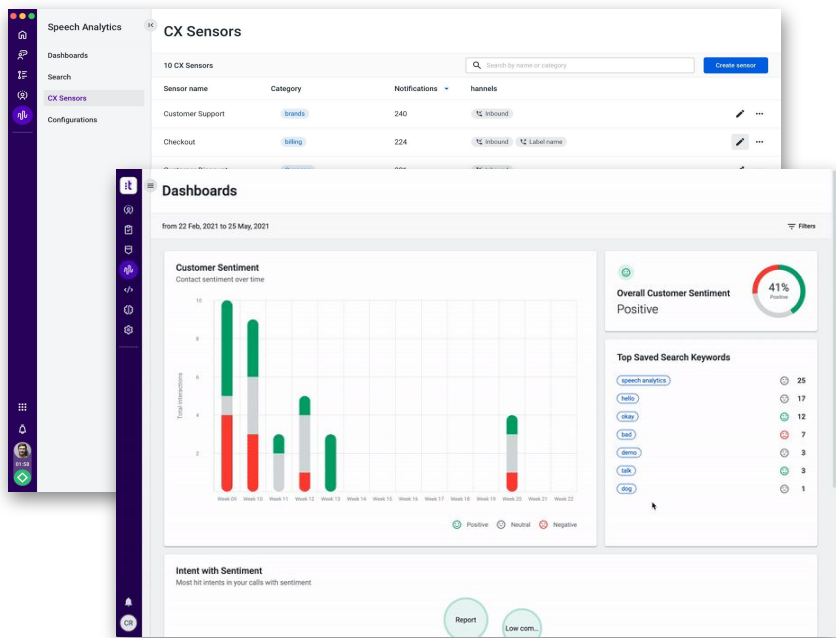 Speech Analytics
Dashboards
Search
CX Sensors
Configurations
CX Sensors
10 CX Sensors
Search by name or category
Create sensor
Sensor name Category Notifications hannels
Customer Support brands 240 Inbound
Checkout billing 224 Inbound Label name
01:58
:t
Dashboards
from 22 Feb, 2021 to 25 May, 2021
Filters
Customer Sentiment
Contact sentiment over time
Total interactions
10
8
6
4
2
Week 09 Week 10 Week 11 Week 12 Week 13 Week 14 Week 15 Week 16 Week 17 Week 18 Week 19 Week 20 Week 21 Week 22
Positive Neutral Negative
Overall Customer Sentiment
Positive
41%
Positive
Top Saved Search Keywords
speech analytics 25
hello 17
okay 12
bad 7
demo 3
talk 3
dog 1
Intent with Sentiment
Most hit intents in your calls with sentiment
Report
Low com...
CR